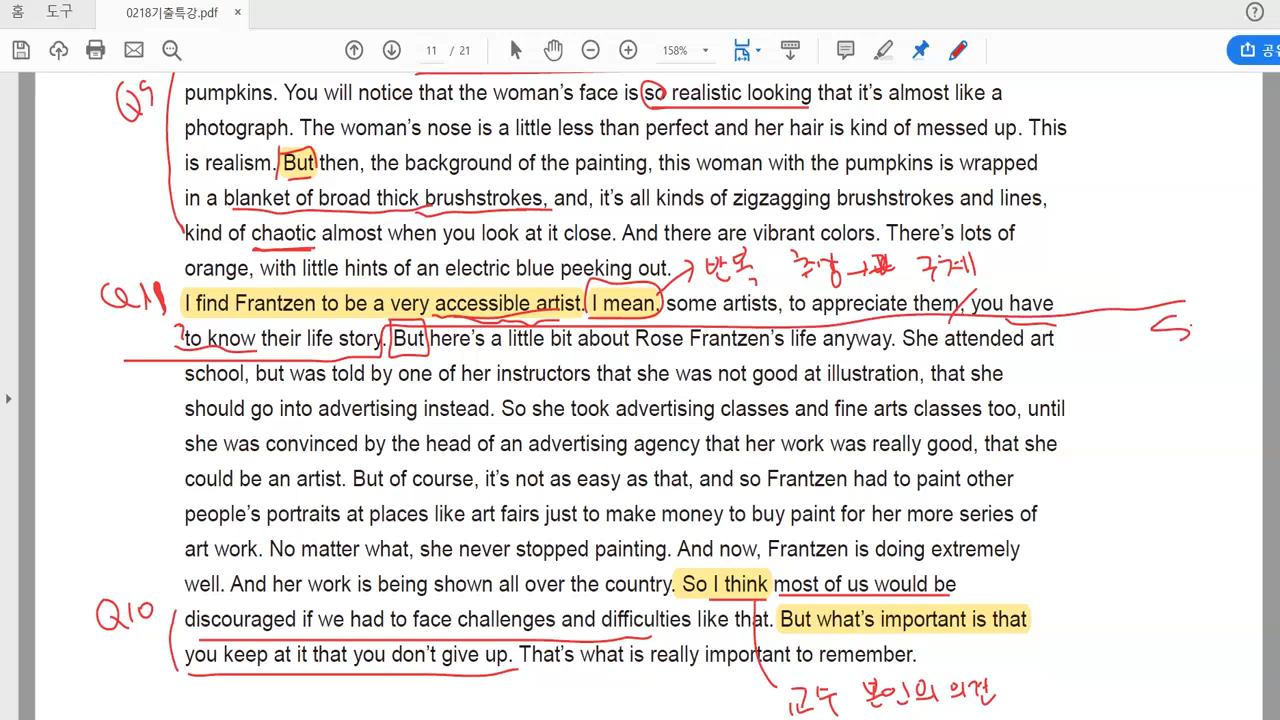 홈 도구 0218기출특강.pdf ×
11 / 21 158% 공유
Q9
pumpkins. You will notice that the woman's face is so realistic looking that it's almost like a
photograph. The woman's nose is a little less than perfect and her hair is kind of messed up. This
is realism. But then, the background of the painting, this woman with the pumpkins is wrapped
in a blanket of broad thick brushstrokes, and, it's all kinds of zigzagging brushstrokes and lines,
kind of chaotic almost when you look at it close. And there are vibrant colors. There's lots of
orange, with little hints of an electric blue peeking out.
반복 추상 → 구체
I find Frantzen to be a very accessible artist. I mean, some artists, to appreciate them, you have
to know their life story. But here's a little bit about Rose Frantzen's life anyway. She attended art
school, but was told by one of her instructors that she was not good at illustration, that she
should go into advertising instead. So she took advertising classes and fine arts classes too, until
she was convinced by the head of an advertising agency that her work was really good, that she
could be an artist. But of course, it's not as easy as that, and so Frantzen had to paint other
people's portraits at places like art fairs just to make money to buy paint for her more series of
art work. No matter what, she never stopped painting. And now, Frantzen is doing extremely
well. And her work is being shown all over the country. So I think most of us would be
Q10
discouraged if we had to face challenges and difficulties like that. But what's important is that
you keep at it that you don't give up. That's what is really important to remember.
교수 본인의 의견